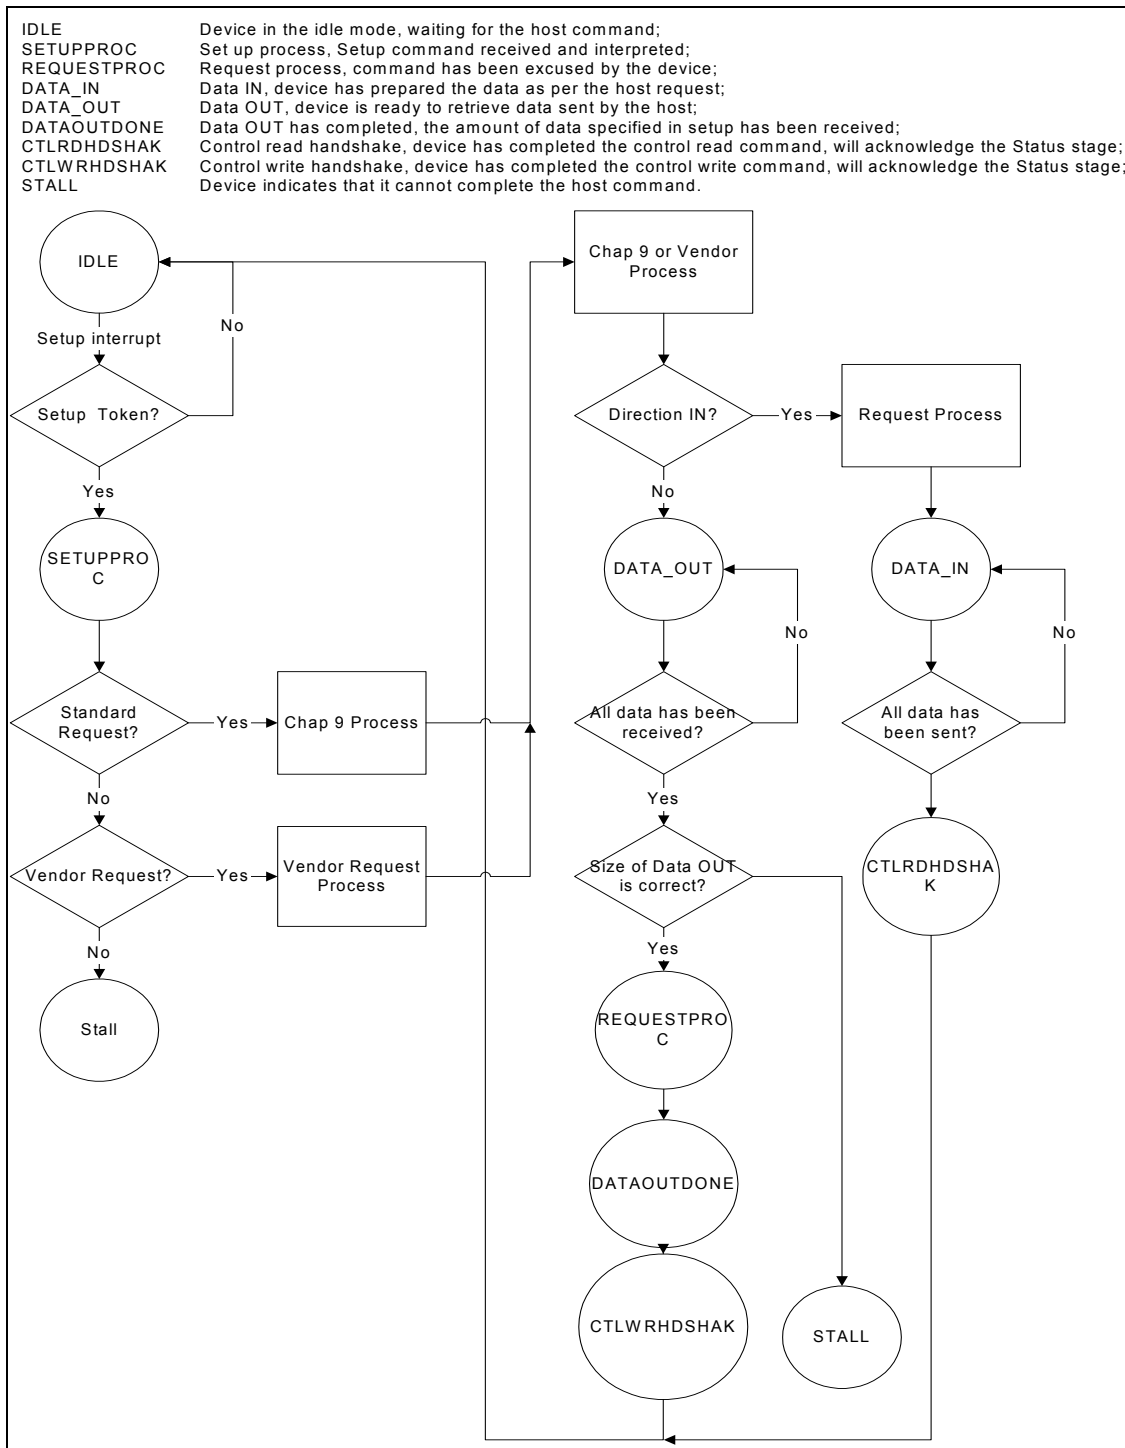 IDLE Device in the idle mode, waiting for the host command;
SETUPPROC Set up process, Setup command received and interpreted;
REQUESTPROC Request process, command has been excused by the device;
DATA_IN Data IN, device has prepared the data as per the host request;
DATA_OUT Data OUT, device is ready to retrieve data sent by the host;
DATAOUTDONE Data OUT has completed, the amount of data specified in setup has been received;
CTLRDHDSHAK Control read handshake, device has completed the control read command, will acknowledge the Status stage;
CTLWRHDSHAK Control write handshake, device has completed the control write command, will acknowledge the Status stage;
STALL Device indicates that it cannot complete the host command.
IDLE
Setup interrupt
No
Setup Token?
Yes
SETUPPRO
C
Standard
Request?
Yes
Chap 9 Process
No
Vendor Request?
Yes
Vendor Request
Process
No
Stall
Chap 9 or Vendor
Process
Direction IN?
Yes
Request Process
No
DATA_OUT
No
All data has been
received?
Yes
Size of Data OUT
is correct?
Yes
REQUESTPRO
C
DATAOUTDONE
CTLWRHDSHAK
STALL
DATA_IN
No
All data has
been sent?
CTLRDHDSHA
K